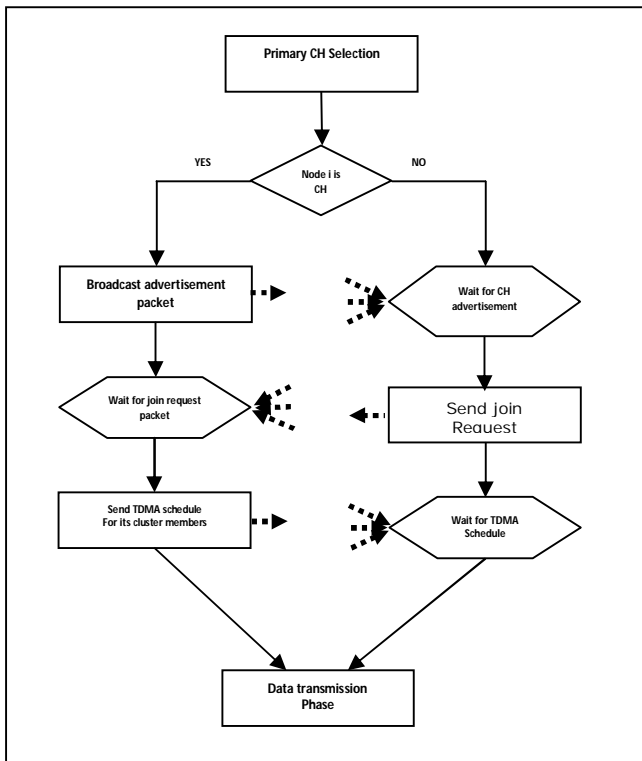 Primary CH Selection
YES
NO
Node i is
CH
Broadcast advertisement
packet
Wait for CH
advertisement
Wait for join request
packet
Send join
Request
Send TDMA schedule
For its cluster members
Wait for TDMA
Schedule
Data transmission
Phase